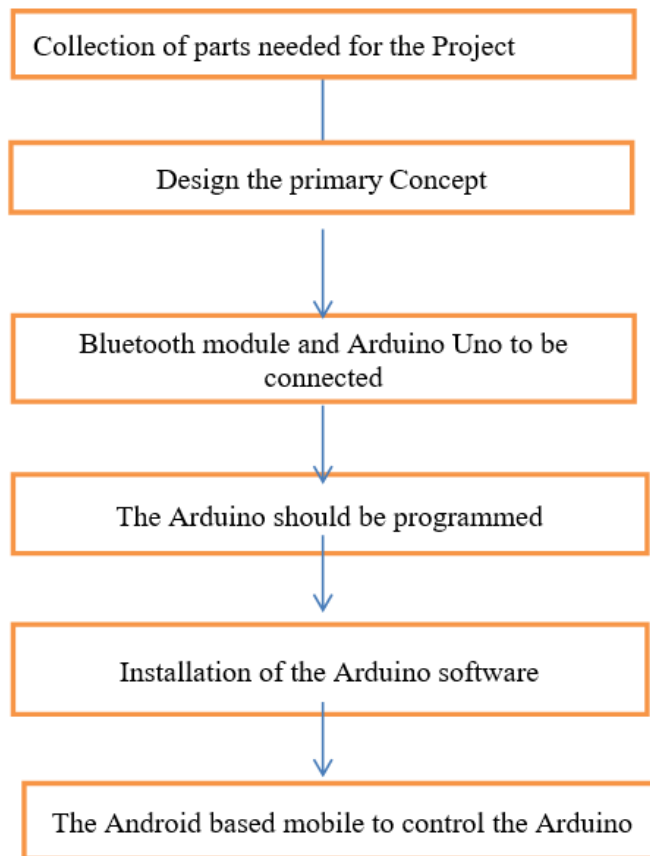 Collection of parts needed for the Project
Design the primary Concept
Bluetooth module and Arduino Uno to be
connected
The Arduino should be programmed
Installation of the Arduino software
The Android based mobile to control the Arduino